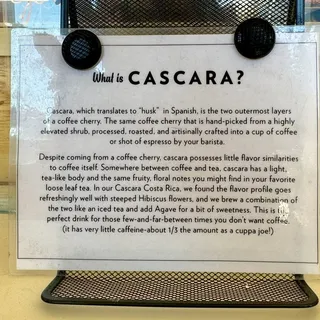 What is CASCARA?
Cascara, which translates to "husk" in Spanish, is the two outermost layers
of a coffee cherry. The same coffee cherry that is hand-picked from a highly
elevated shrub, processed, roasted, and artisinally crafted into a cup of coffee
or shot of espresso by your barista.
Despite coming from a coffee cherry, cascara possesses little flavor similarities
to coffee itself. Somewhere between coffee and tea, cascara has a light,
tea-like body and the same fruity, floral notes you might find in your favorite
loose leaf tea. In our Cascara Costa Rica, we found the flavor profile goes
refreshingly well with steeped Hibiscus flowers, and we brew a combination of
the two like an iced tea and add Agave for a bit of sweetness. This is
perfect drink for those few-and-far-between times you don't want coffee.
(it has very little caffeine-about 1/3 the amount as a cuppa joe!)